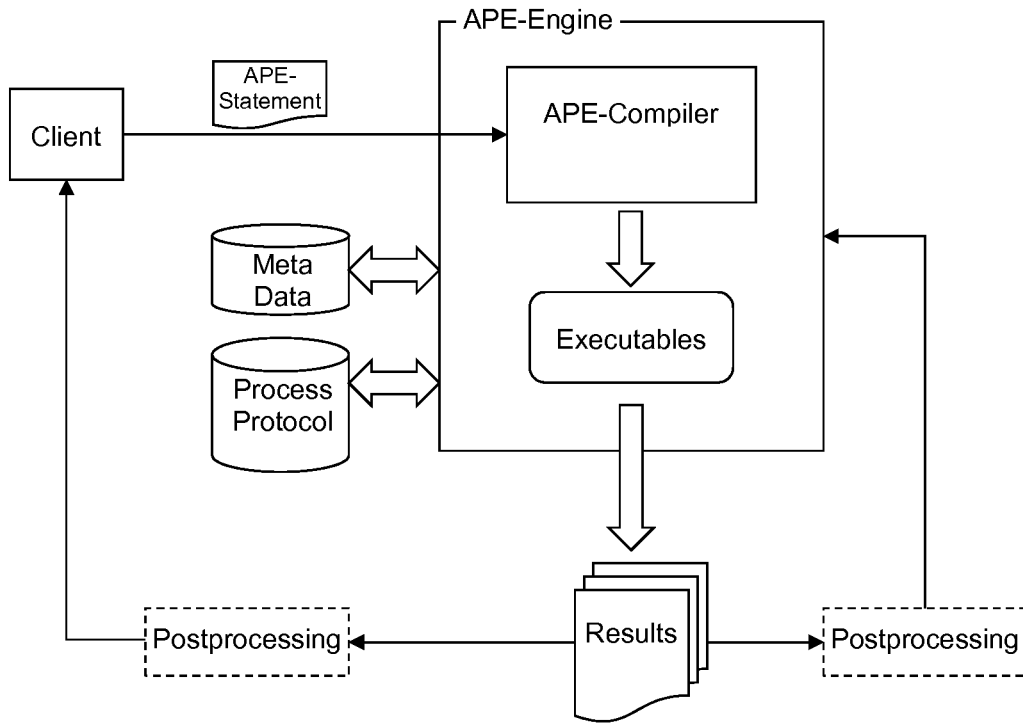 APE-Engine
APE-
Statement
APE-Compiler
Client
Meta
Data
Executables
Process
Protocol
Postprocessing
Results
Postprocessing